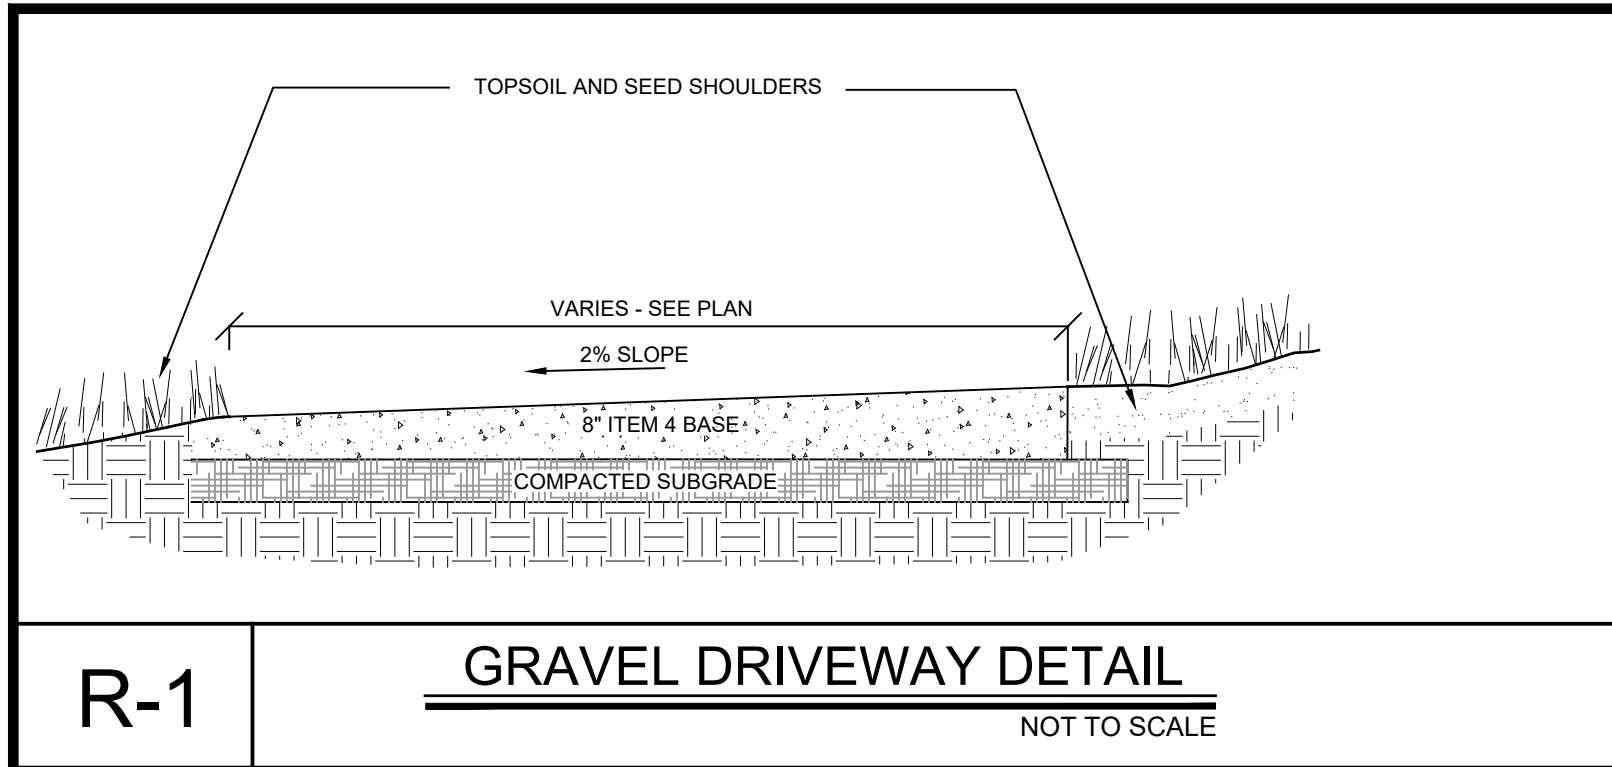 TOPSOIL AND SEED SHOULDERS
VARIES - SEE PLAN
2% SLOPE
8" ITEM 4 BASE
COMPACTED SUBGRADE
R-1
GRAVEL DRIVEWAY DETAIL
NOT TO SCALE